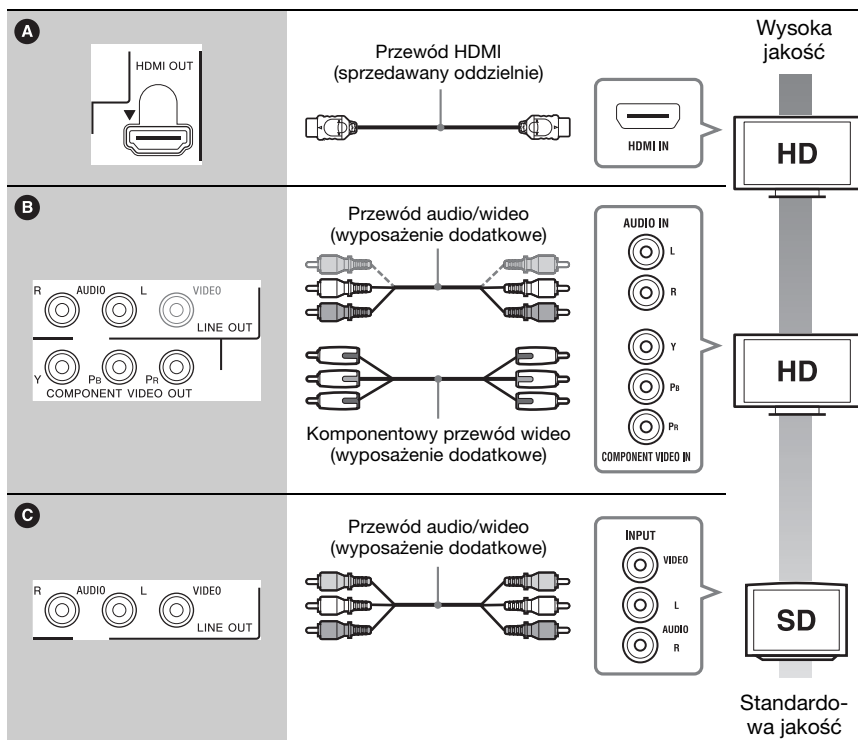 A
HDMI OUT
Przewód HDMI
(sprzedawany oddzielnie)
HDMI IN
Wysoka
jakość
HD
B
R AUDIO L VIDEO
LINE OUT
Y PB PR
COMPONENT VIDEO OUT
Przewód audio/wideo
(wyposażenie dodatkowe)
Komponentowy przewód wideo
(wyposażenie dodatkowe)
AUDIO IN
L
R
Y
PB
PR
COMPONENT VIDEO IN
HD
C
R AUDIO L VIDEO
LINE OUT
Przewód audio/wideo
(wyposażenie dodatkowe)
INPUT
VIDEO
L
AUDIO
R
SD
Standardo-
wa jakość